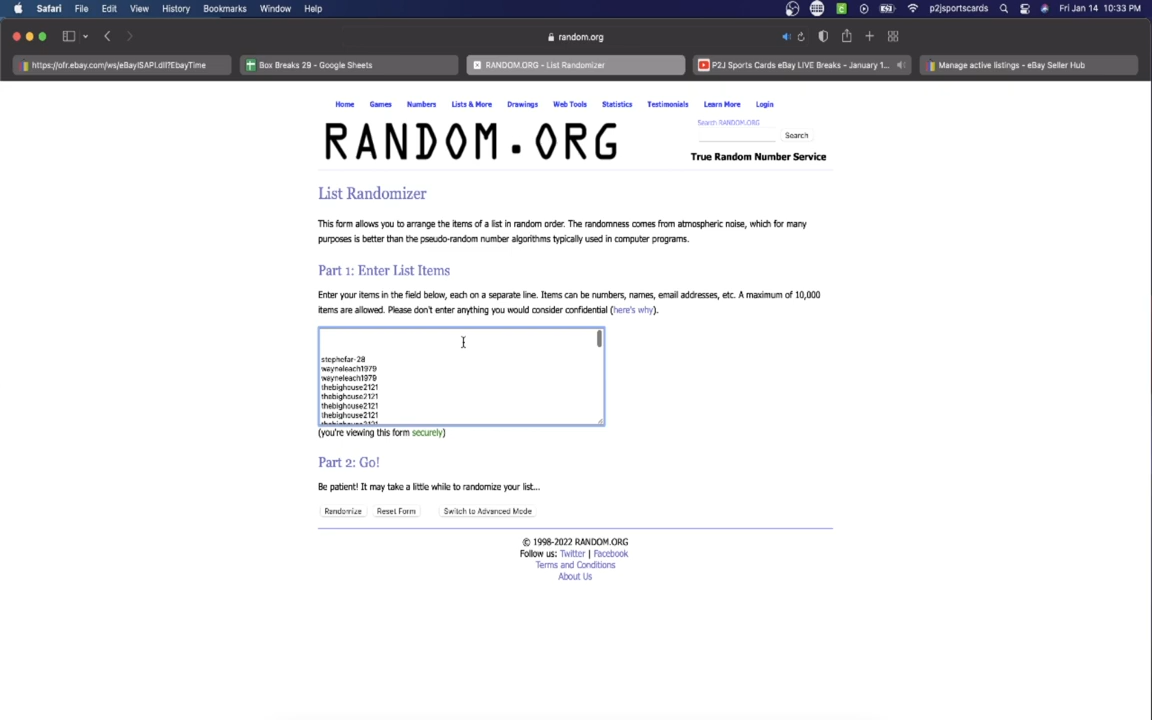 Safari File Edit View History Bookmarks Window Help p2jsportscards Fri Jan 14 10:33 PM
random.org
https://ofr.ebay.com/ws/eBayISAPI.dll?EbayTime Box Breaks 29 - Google Sheets RANDOM.ORG - List Randomizer P2J Sports Cards eBay LIVE Breaks - January 1... Manage active listings - eBay Seller Hub
Home Games Numbers Lists & More Drawings Web Tools Statistics Testimonials Learn More Login
Search RANDOM.ORG
RANDOM.ORG
Search
True Random Number Service
List Randomizer
This form allows you to arrange the items of a list in random order. The randomness comes from atmospheric noise, which for many
purposes is better than the pseudo-random number algorithms typically used in computer programs.
Part 1: Enter List Items
Enter your items in the field below, each on a separate line. Items can be numbers, names, email addresses, etc. A maximum of 10,000
items are allowed. Please don't enter anything you would consider confidential (here's why).
stephefar-28
wayneleach1979
wayneleach1979
thebighouse2121
thebighouse2121
thebighouse2121
thebighouse2121
thebighouse2121
(you're viewing this form securely)
Part 2: Go!
Be patient! It may take a little while to randomize your list...
Randomize Reset Form Switch to Advanced Mode
© 1998-2022 RANDOM.ORG
Follow us: Twitter | Facebook
Terms and Conditions
About Us